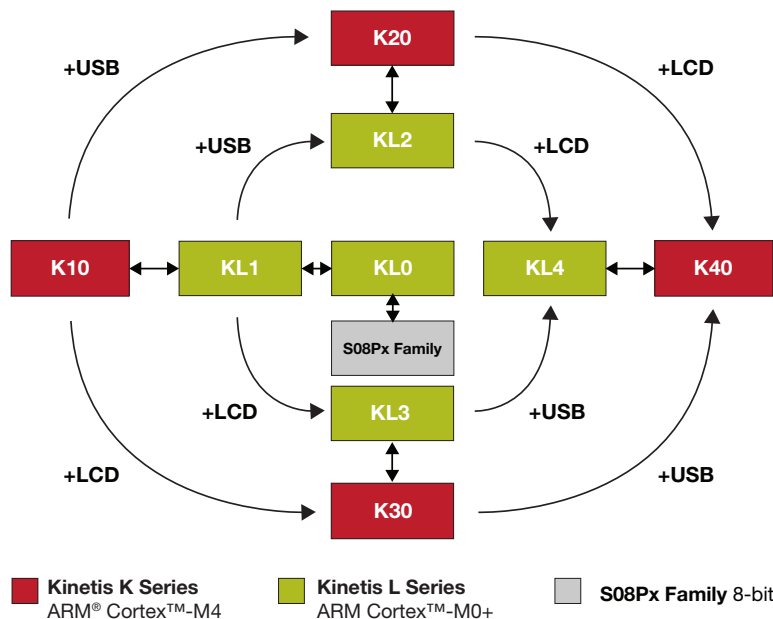 K20
+USB
+LCD
KL2
+USB
+LCD
K10
KL1
KL0
KL4
K40
S08Px Family
KL3
+LCD
+USB
+LCD
+USB
K30
Kinetis K Series
ARM® Cortex™-M4
Kinetis L Series
ARM Cortex™-M0+
S08Px Family 8-bit